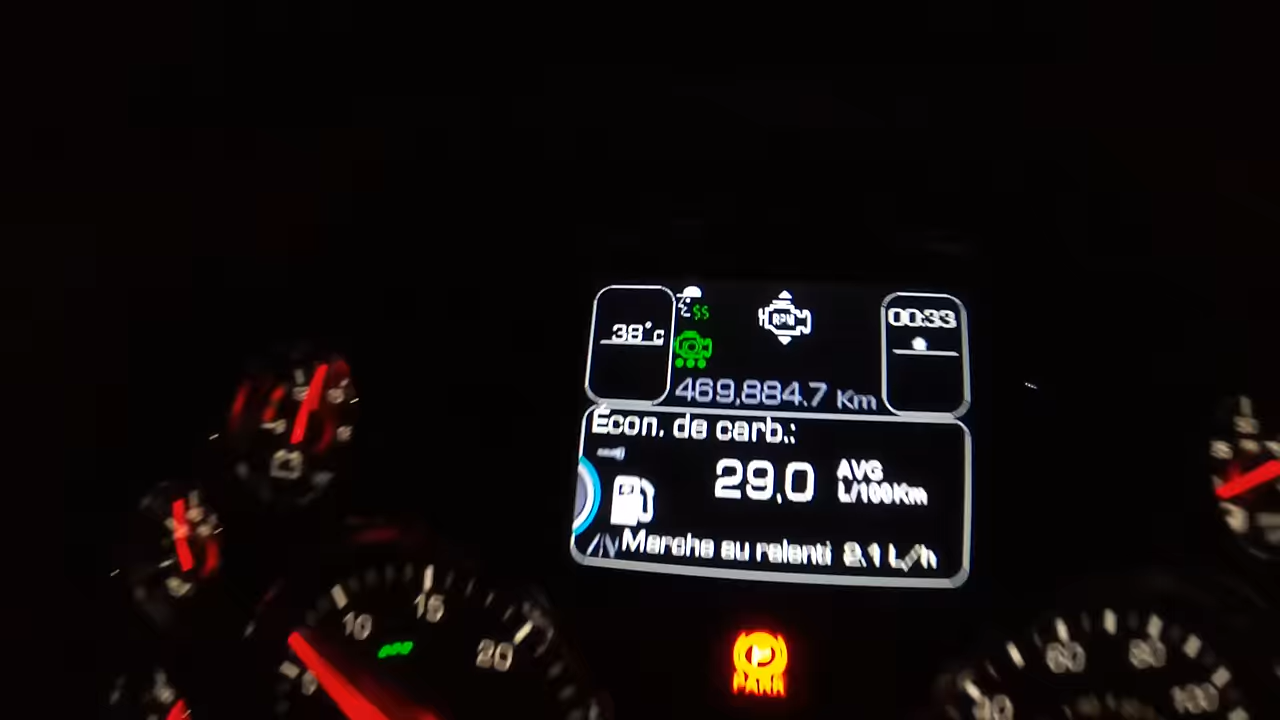 38°c
$$
RPM
00:33
469,884.7 Km
Écon. de carb.:
29.0 AVG L/100Km
Marche au ralenti 2.1 L/h
10
15
20
PARK
60
80
100